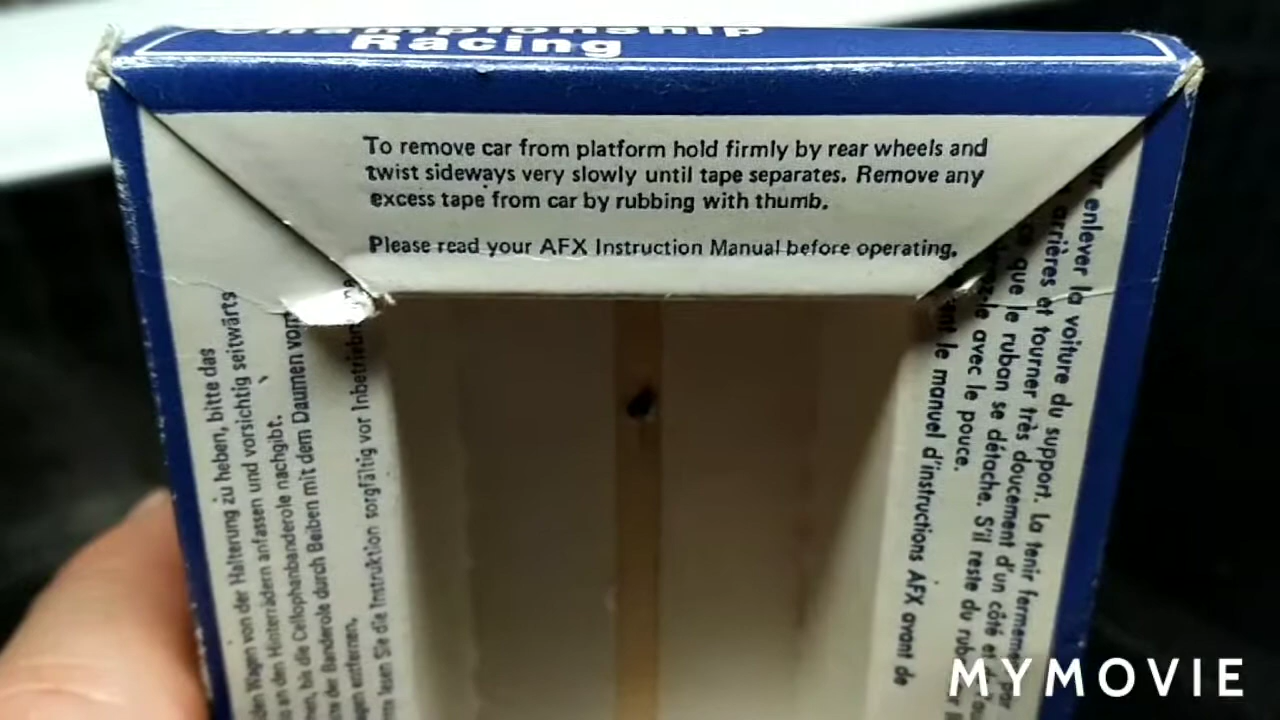 Championship
Racing
To remove car from platform hold firmly by rear wheels and
twist sideways very slowly until tape separates. Remove any
excess tape from car by rubbing with thumb.
Please read your AFX Instruction Manual before operating.
enlever la voiture du support. La tenir fermement par
arrières et tourner très doucement d'un côté et
que le ruban se détache. S'il reste du
avec le pouce.
le manuel d'instructions AFX avant de
Wagen von der Halterung zu heben, bitte das
an den Hinterrädern anfassen und vorsichtig seitwärts
bis die Cellophanbanderole nachgibt.
der Banderole durch Beiben mit dem Daumen vom
entfernen.
lesen Sie die Instruktion sorgfältig vor
MYMOVIE